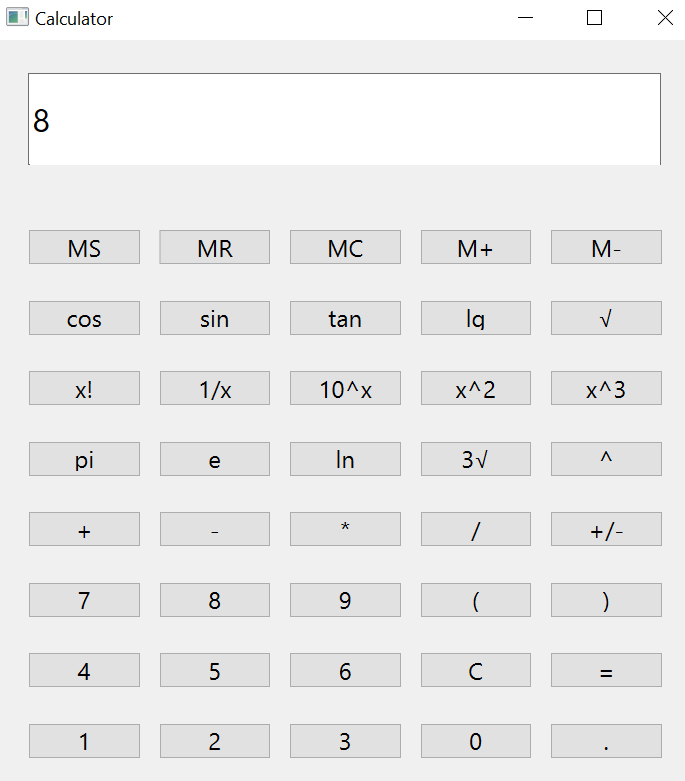 Calculator
8
MS MR MC M+ M-
cos sin tan lg √
x! 1/x 10^x x^2 x^3
pi e ln 3√ ^
+ - * / +/-
7 8 9 ( )
4 5 6 C =
1 2 3 0 .